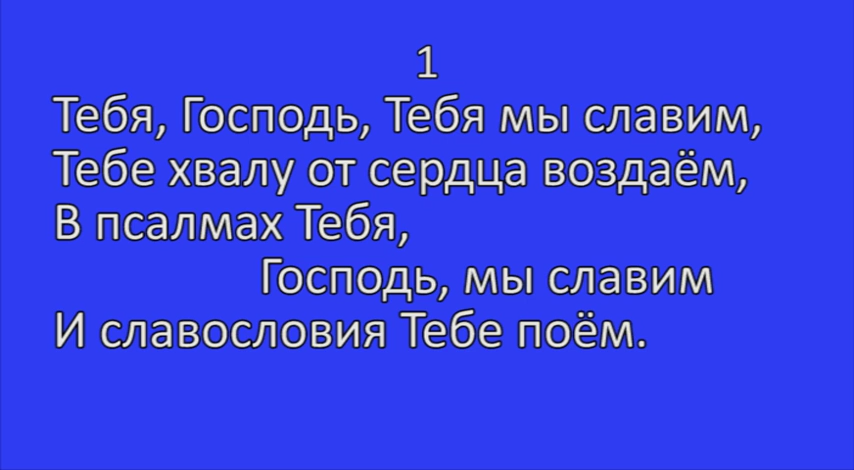 1
Тебя, Господь, Тебя мы славим,
Тебе хвалу от сердца воздаём,
В псалмах Тебя,
Господь, мы славим
И славословия Тебе поём.